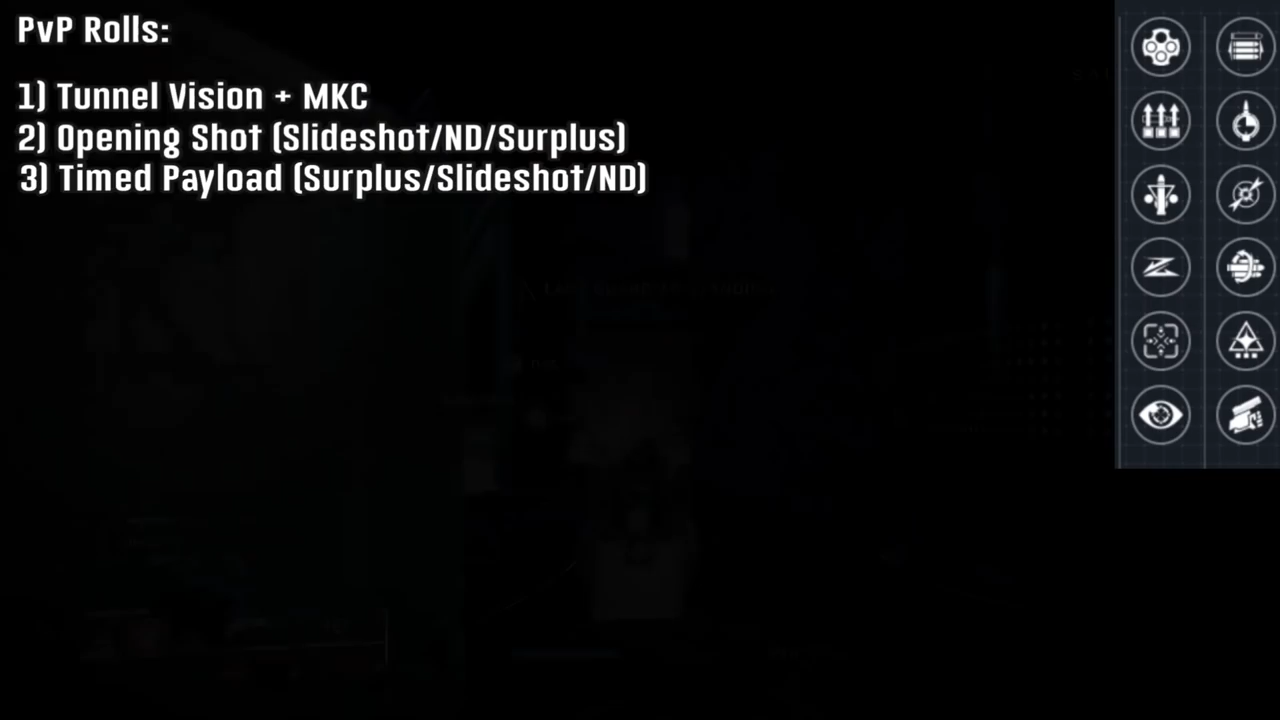 PvP Rolls:
1) Tunnel Vision + MKC
2) Opening Shot (Slideshot/ND/Surplus)
3) Timed Payload (Surplus/Slideshot/ND)